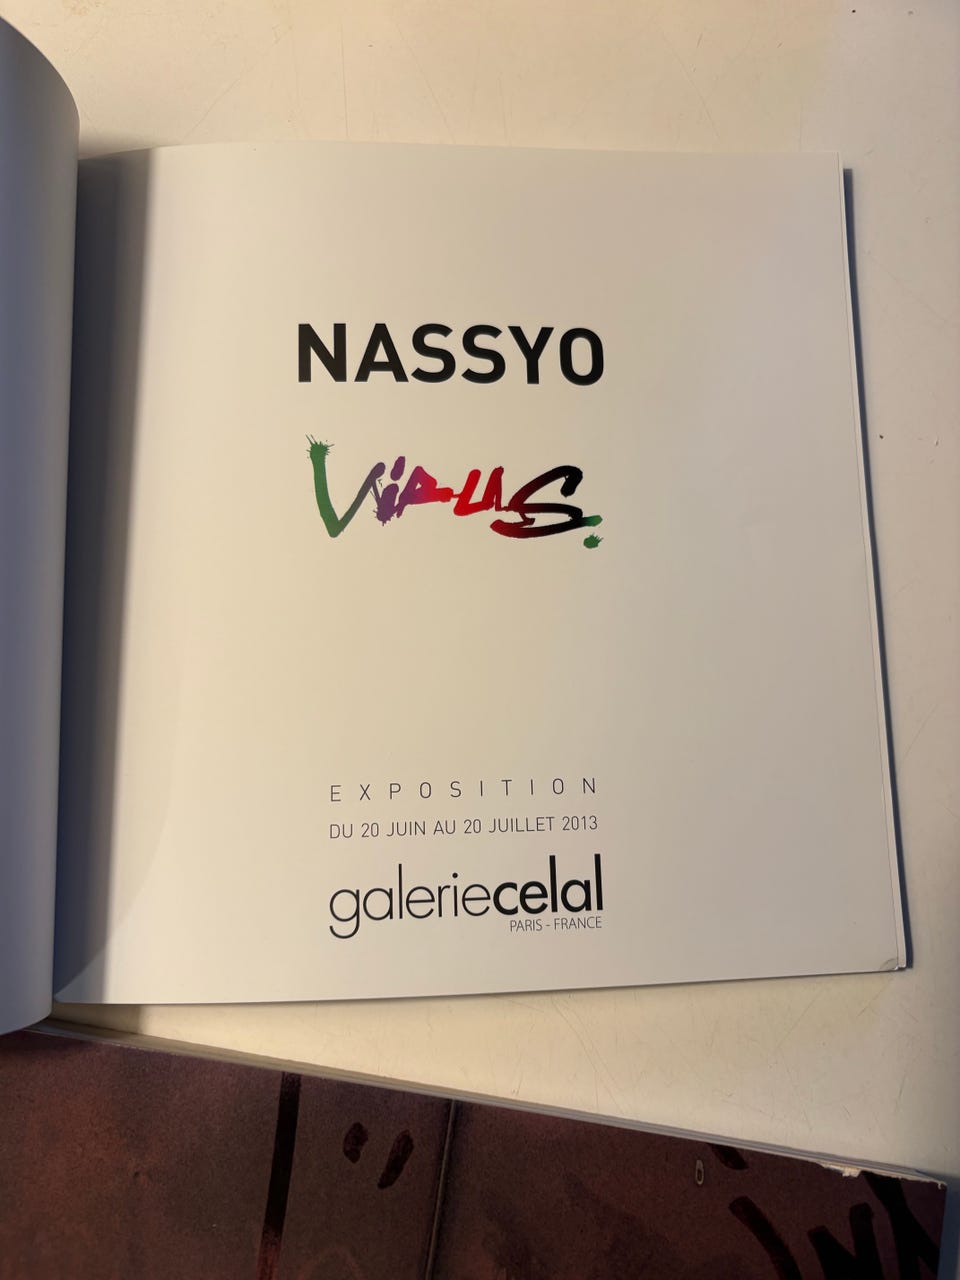 NASSYO
Virus.
EXPOSITION
DU 20 JUIN AU 20 JUILLET 2013
galeriecelal
PARIS - FRANCE